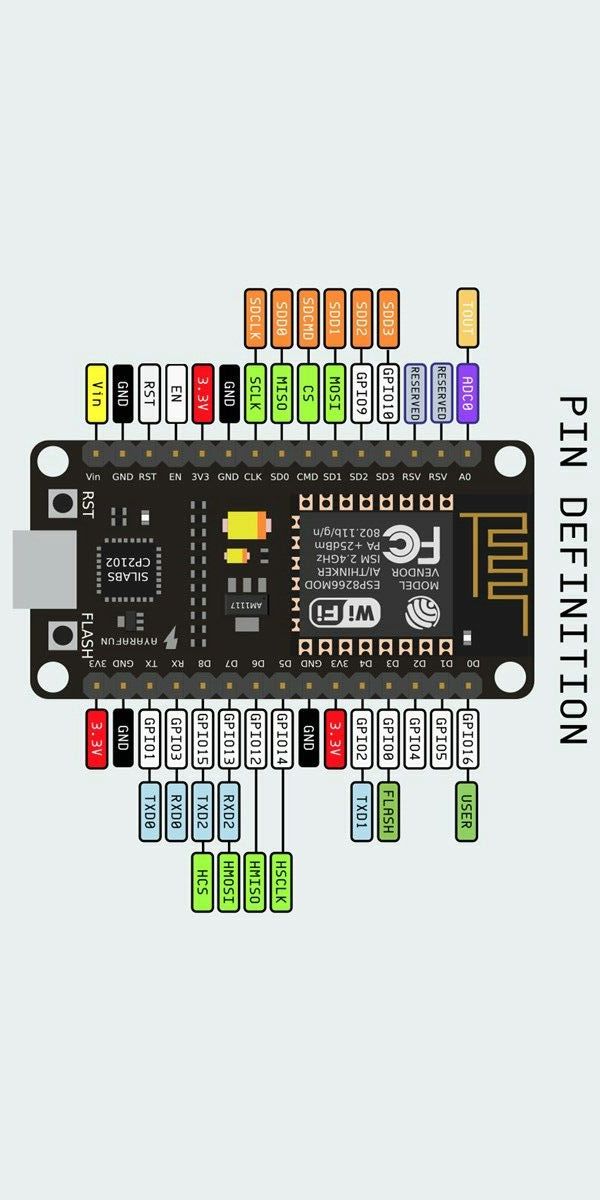 PIN DEFINITION
SDCLK
SDD0
SDCMD
SDD1
SDD2
SDD3
TOUT
Vin
GND
RST
EN
3.3V
GND
SCLK
MISO
CS
MOSI
GPIO9
GPIO10
RESERVED
RESERVED
ADC0
Vin GND RST EN 3V3 GND CLK SD0 CMD SD1 SD2 SD3 RSV RSV A0
RST
SILABS
CP2102
AYARAFUN
AM1117
FLASH
MODEL
VENDOR
ESP8266MOD
AI/THINKER
ISM 2.4GHz
PA +25dBm
802.11b/g/n
Wi Fi
FC
3V3 GND TX RX D8 D7 D6 D5 GND 3V3 D4 D3 D2 D1 D0
3.3V
GND
GPIO1
GPIO3
GPIO15
GPIO13
GPIO12
GPIO14
GND
3.3V
GPIO2
GPIO0
GPIO4
GPIO5
GPIO16
TXD0
RXD0
TXD2
RXD2
TXD1
FLASH
USER
HCS
HMOSI
HMISO
HSCLK